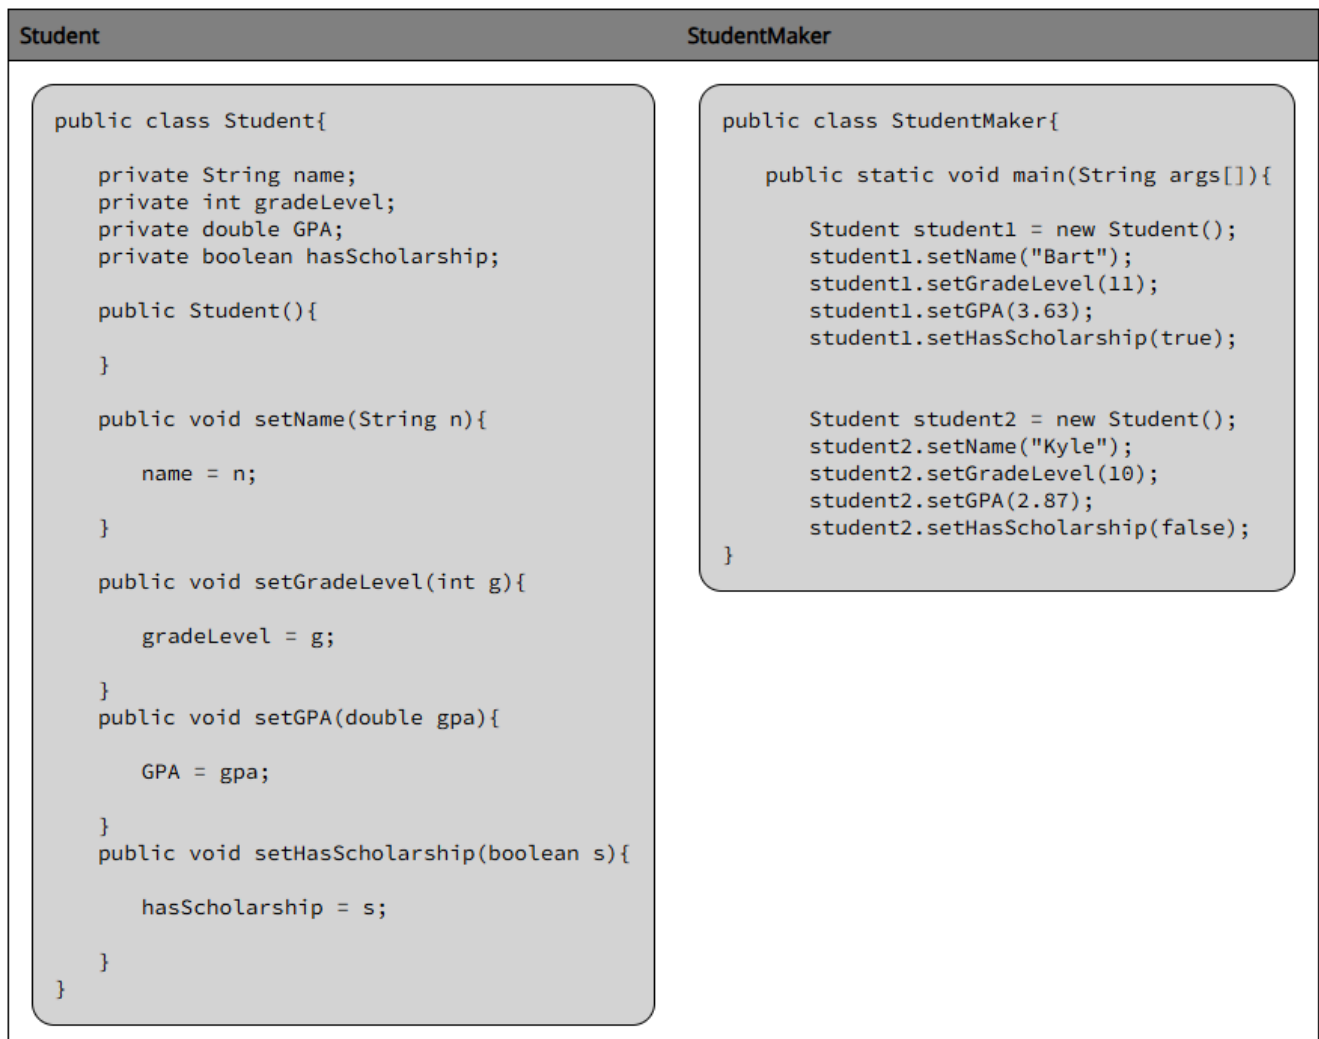 Student
StudentMaker
public class Student{
private String name;
private int gradeLevel;
private double GPA;
private boolean hasScholarship;
public Student(){
}
public void setName(String n){
name = n;
}
public void setGradeLevel(int g){
gradeLevel = g;
}
public void setGPA(double gpa){
GPA = gpa;
}
public void setHasScholarship(boolean s){
hasScholarship = s;
}
}
public class StudentMaker{
public static void main(String args[]){
Student student1 = new Student();
student1.setName("Bart");
student1.setGradeLevel(11);
student1.setGPA(3.63);
student1.setHasScholarship(true);
Student student2 = new Student();
student2.setName("Kyle");
student2.setGradeLevel(10);
student2.setGPA(2.87);
student2.setHasScholarship(false);
}